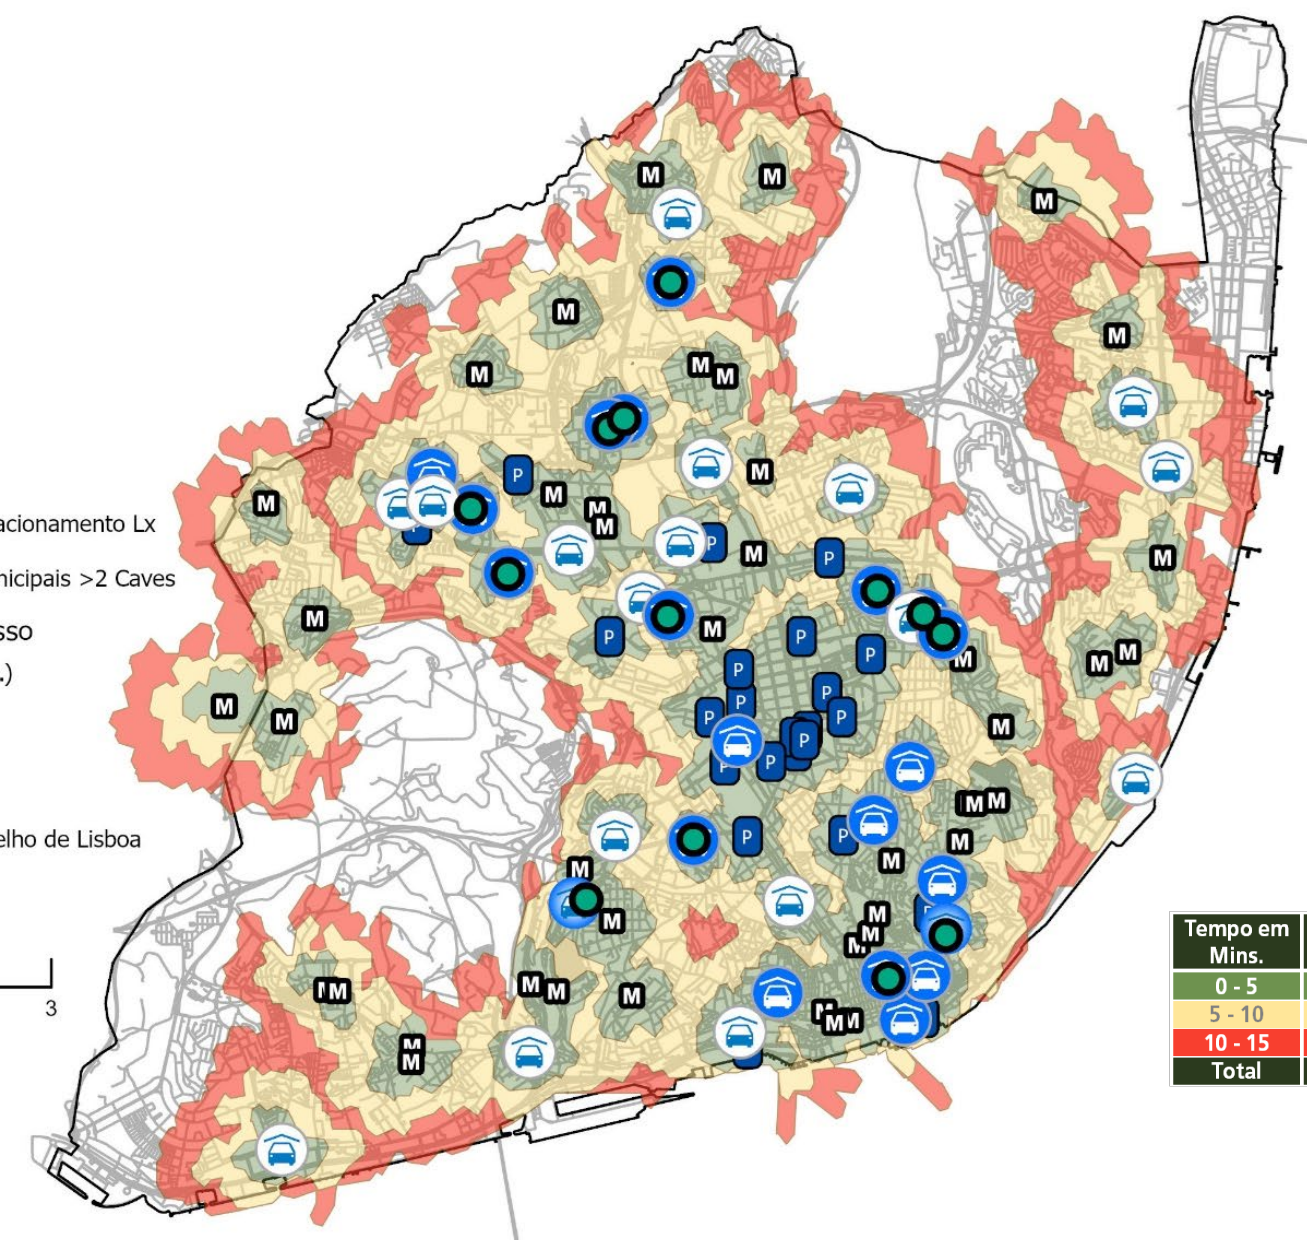 acionamento Lx
nicipais >2 Caves
sso
.)
elho de Lisboa
3
Tempo em
Mins.
0 - 5
5 - 10
10 - 15
Total